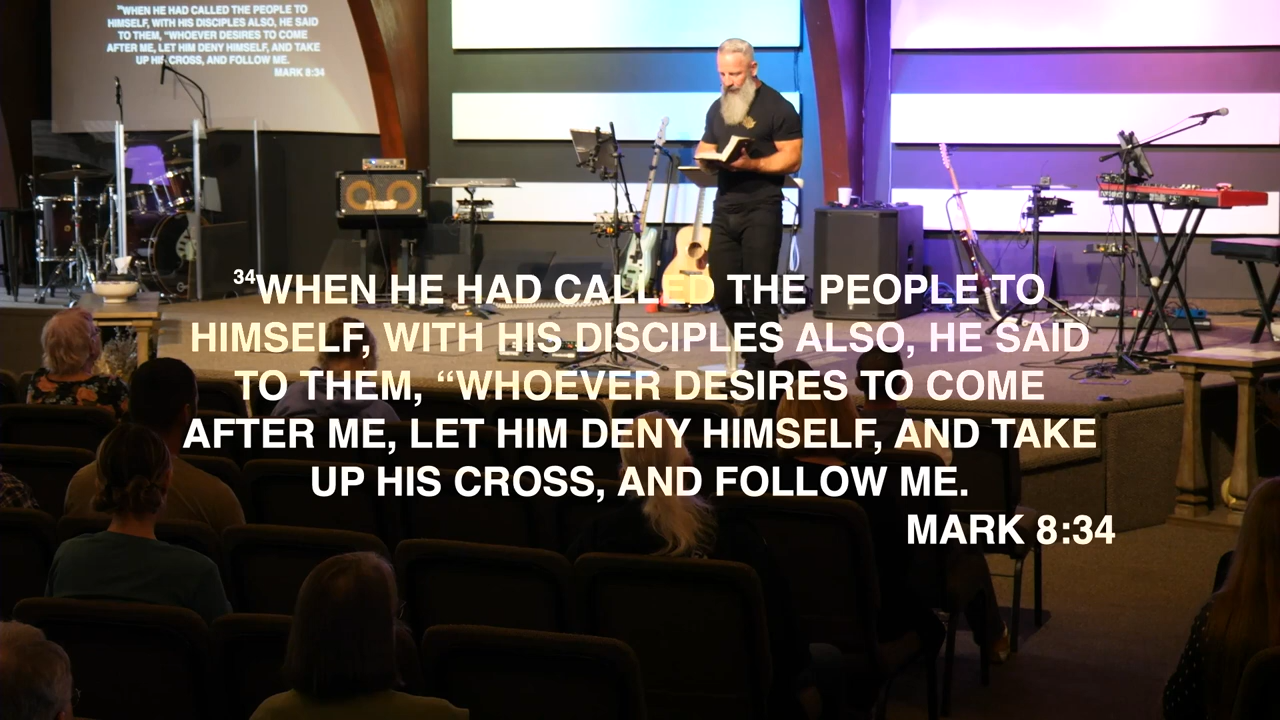 ³⁴WHEN HE HAD CALLED THE PEOPLE TO
HIMSELF, WITH HIS DISCIPLES ALSO, HE SAID
TO THEM, “WHOEVER DESIRES TO COME
AFTER ME, LET HIM DENY HIMSELF, AND TAKE
UP HIS CROSS, AND FOLLOW ME.
MARK 8:34
³⁴WHEN HE HAD CALLED THE PEOPLE TO
HIMSELF, WITH HIS DISCIPLES ALSO, HE SAID
TO THEM, “WHOEVER DESIRES TO COME
AFTER ME, LET HIM DENY HIMSELF, AND TAKE
UP HIS CROSS, AND FOLLOW ME.
MARK 8:34